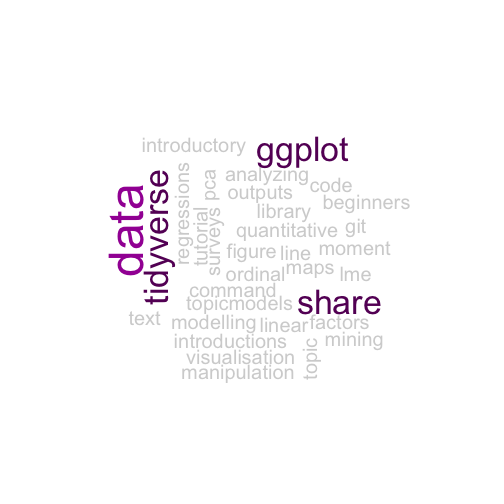 introductory
ggplot
data
tidyverse
regressions
tutorial
surveys
pca
analyzing
outputs
code
beginners
library
quantitative
git
figure
line
moment
ordinal
maps
lme
command
topicmodels
share
text
modelling
linear
factors
introductions
mining
visualisation
topic
manipulation